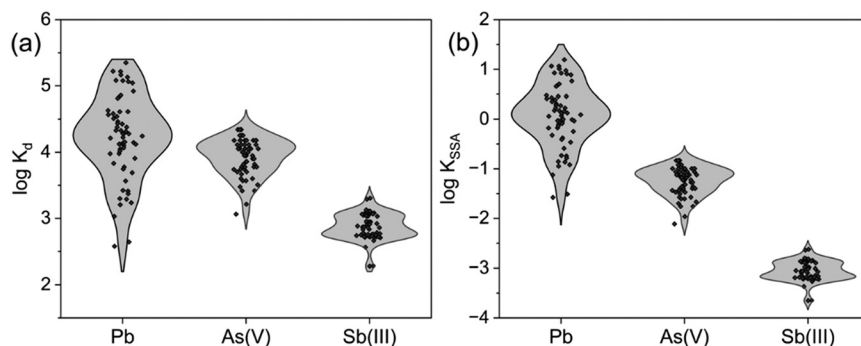 (a)
log K_d
6
5
4
3
2
Pb As(V) Sb(III)
(b)
log K_SSA
2
1
0
−1
−2
−3
−4
Pb As(V) Sb(III)